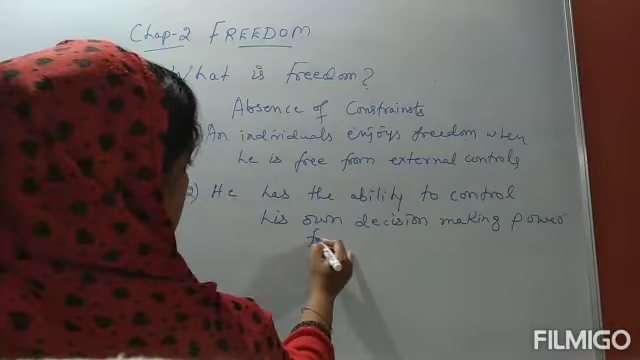 Chap-2 FREEDOM
What is freedom?
Absence of Constrainsts
An individuals enjoys freedom when
he is free from external controls
2) He has the ability to control
his own decision making power
f
FILMIGO